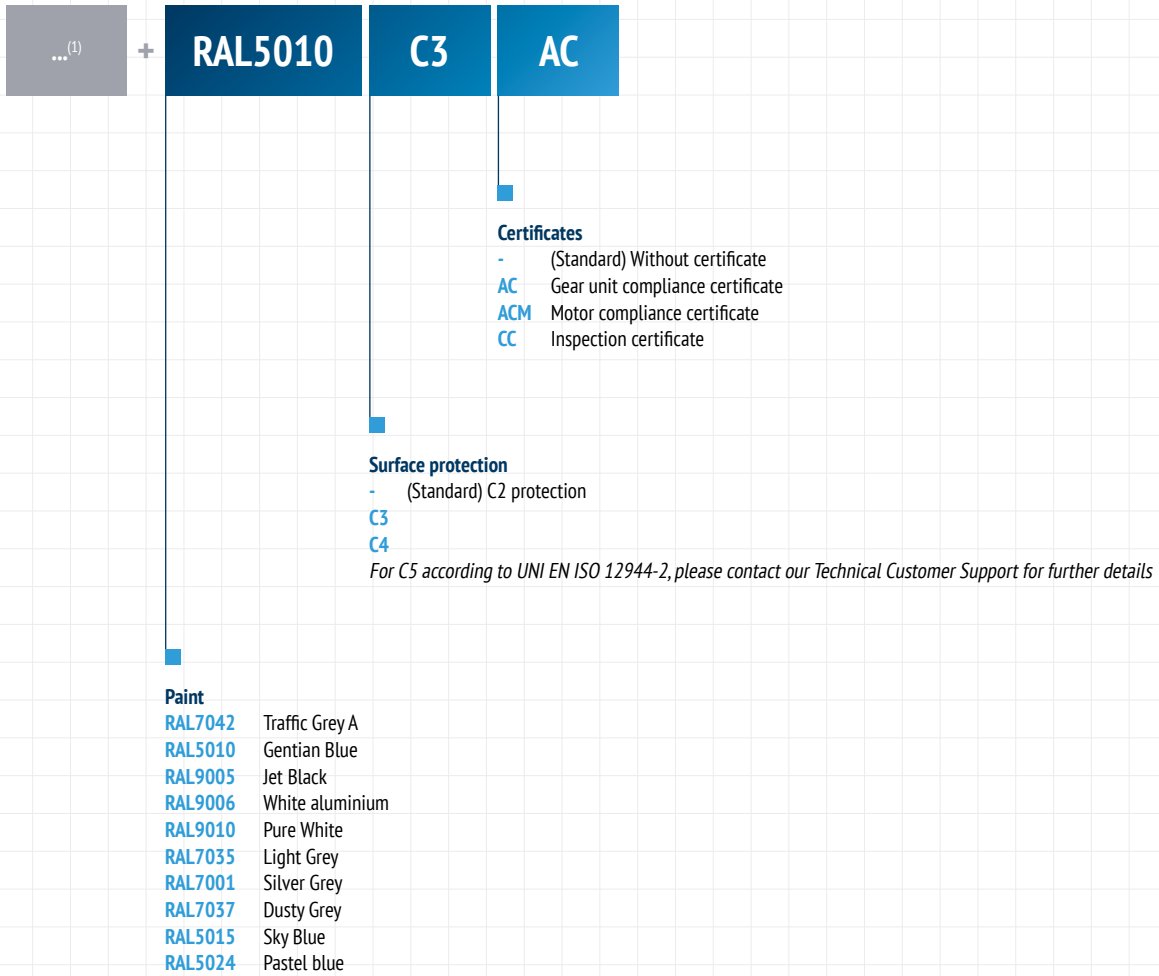 ...(1) + RAL5010 C3 AC
Certificates
- (Standard) Without certificate
AC Gear unit compliance certificate
ACM Motor compliance certificate
CC Inspection certificate
Surface protection
- (Standard) C2 protection
C3
C4
For C5 according to UNI EN ISO 12944-2, please contact our Technical Customer Support for further details
Paint
RAL7042 Traffic Grey A
RAL5010 Gentian Blue
RAL9005 Jet Black
RAL9006 White aluminium
RAL9010 Pure White
RAL7035 Light Grey
RAL7001 Silver Grey
RAL7037 Dusty Grey
RAL5015 Sky Blue
RAL5024 Pastel blue